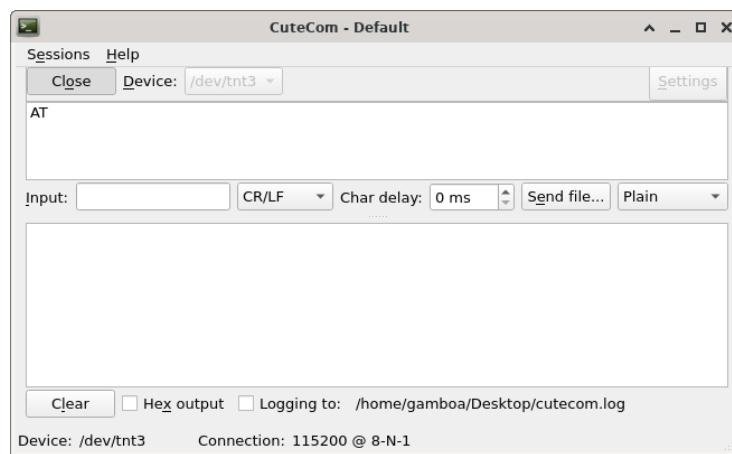 CuteCom - Default
Sessions Help
Close Device: /dev/tnt3 Settings
AT
Input: CR/LF Char delay: 0 ms Send file... Plain
Clear Hex output Logging to: /home/gamboa/Desktop/cutecom.log
Device: /dev/tnt3 Connection: 115200 @ 8-N-1